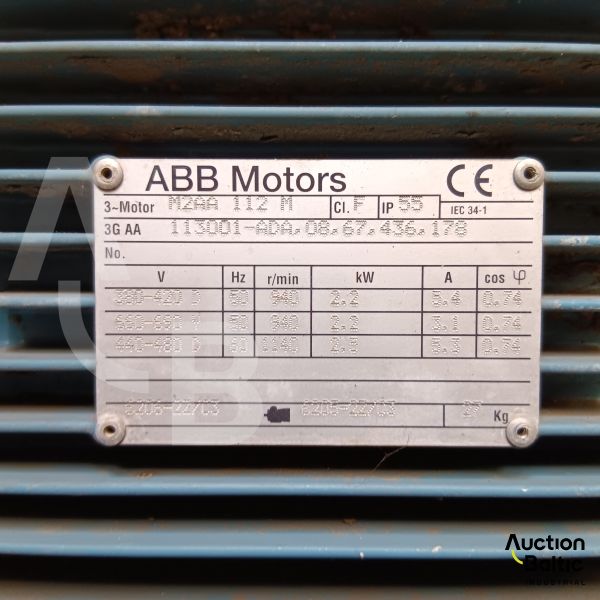 ABB Motors CE
3~Motor M2AA 112 M Cl. F IP 55 IEC 34-1
3G AA 113001-ADA,08,67,436,178
No.
V Hz r/min kW A cos φ
380-420 D 50 940 2,2 5,4 0,74
660-690 Y 50 940 2,2 3,1 0,74
440-480 D 60 1140 2,5 5,3 0,74
6206-2Z/C3 6205-2Z/C3 27 Kg
ABB
Auction
Baltic
INDUSTRIAL